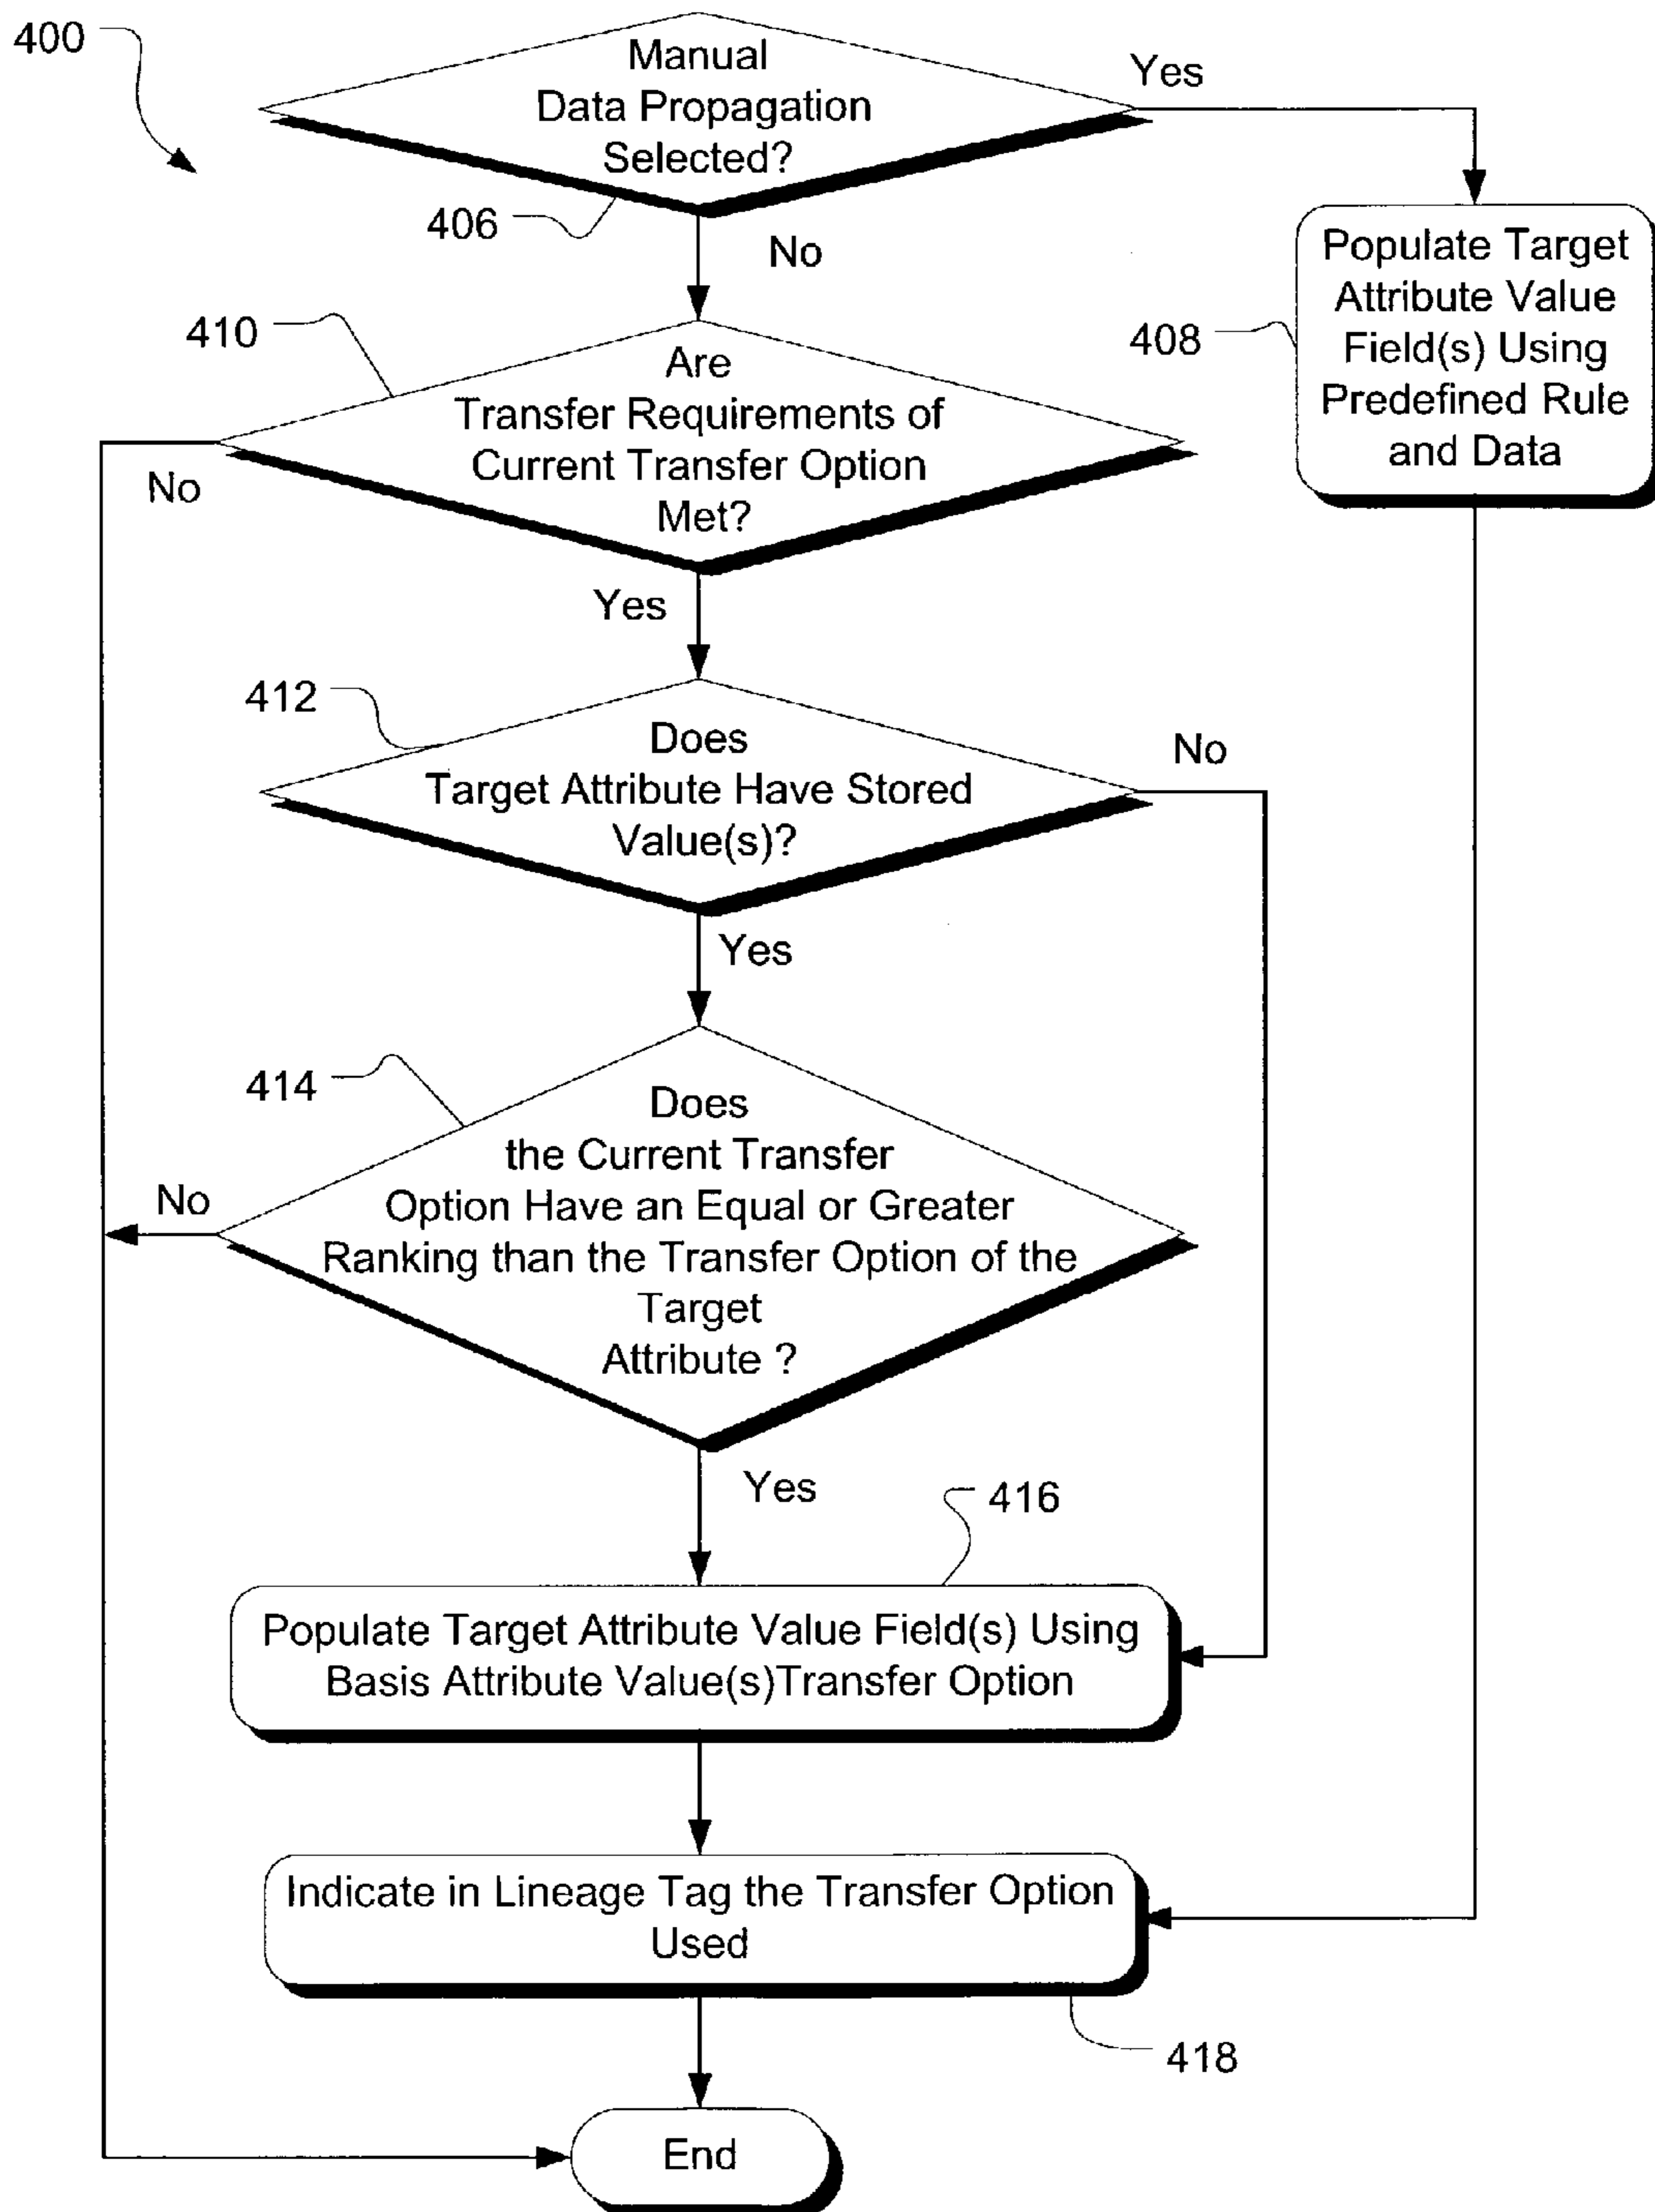 400
Manual
Data Propagation
Selected?
Yes
406
No
Populate Target
Attribute Value
Field(s) Using
Predefined Rule
and Data
408
410
Are
Transfer Requirements of
Current Transfer Option
Met?
No
Yes
412
Does
Target Attribute Have Stored
Value(s)?
No
Yes
414
Does
the Current Transfer
Option Have an Equal or Greater
Ranking than the Transfer Option of the
Target
Attribute ?
No
Yes
416
Populate Target Attribute Value Field(s) Using
Basis Attribute Value(s)Transfer Option
Indicate in Lineage Tag the Transfer Option
Used
418
End